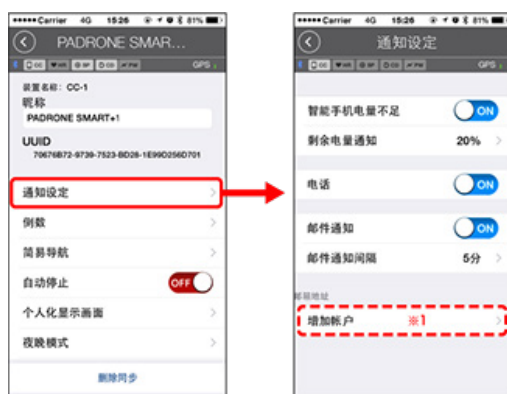 Carrier 4G 15:26 81%
PADRONE SMAR...
GPS
装置名称：CC-1
昵称
PADRONE SMART+1
UUID
70676B72-9739-7523-BD28-1E99D256D701
通知设定
倒数
简易导航
自动停止 OFF
个人化显示画面
夜晚模式
删除同步
Carrier 4G 15:26 81%
通知设定
GPS
智能手机电量不足 ON
剩余电量通知 20%
电话 ON
邮件通知 ON
邮件通知间隔 5分
增加帐户 ※1